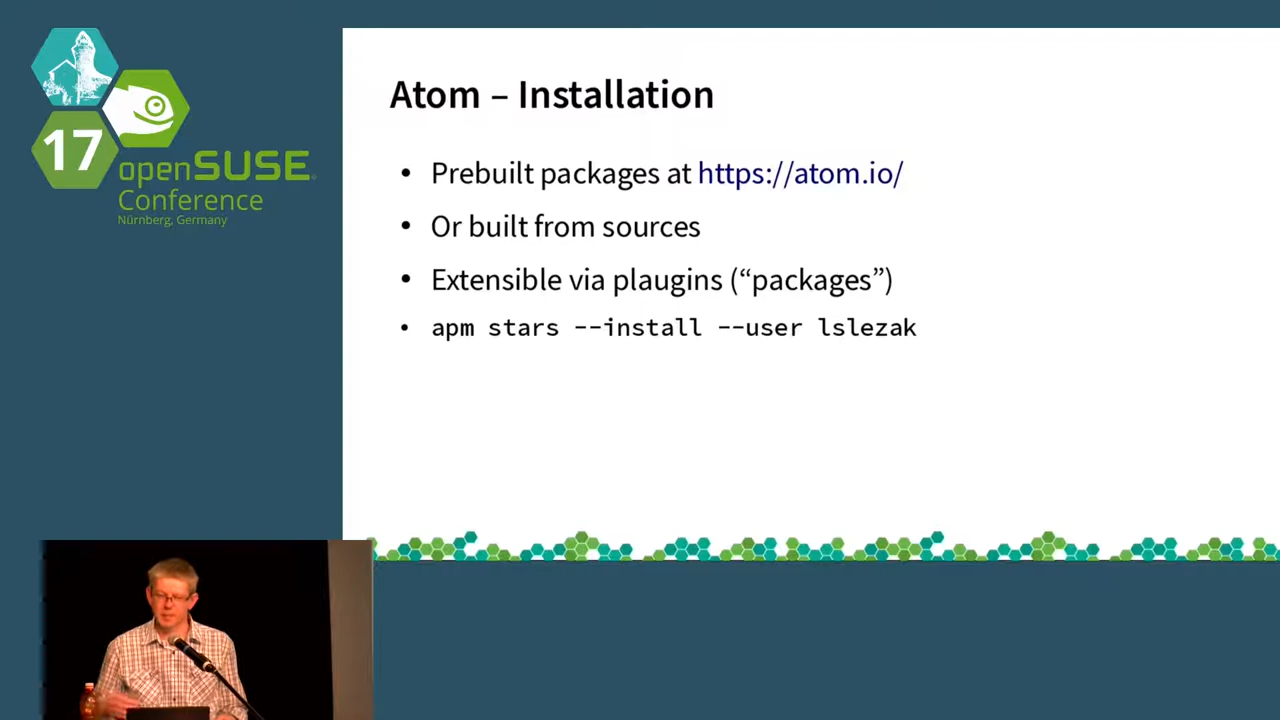 17
openSUSE
Conference
Nürnberg, Germany
Atom – Installation
• Prebuilt packages at https://atom.io/
• Or built from sources
• Extensible via plaugins (“packages”)
• apm stars --install --user lslezak